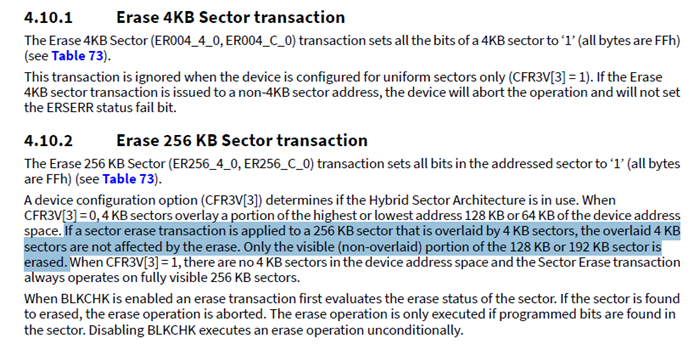 4.10.1 Erase 4KB Sector transaction
The Erase 4KB Sector (ER004_4_0, ER004_C_0) transaction sets all the bits of a 4KB sector to ‘1’ (all bytes are FFh)
(see Table 73).
This transaction is ignored when the device is configured for uniform sectors only (CFR3V[3] = 1). If the Erase
4KB sector transaction is issued to a non-4KB sector address, the device will abort the operation and will not set
the ERSERR status fail bit.
4.10.2 Erase 256 KB Sector transaction
The Erase 256 KB Sector (ER256_4_0, ER256_C_0) transaction sets all bits in the addressed sector to ‘1’ (all bytes
are FFh) (see Table 73).
A device configuration option (CFR3V[3]) determines if the Hybrid Sector Architecture is in use. When
CFR3V[3] = 0, 4 KB sectors overlay a portion of the highest or lowest address 128 KB or 64 KB of the device address
space. If a sector erase transaction is applied to a 256 KB sector that is overlaid by 4 KB sectors, the overlaid 4 KB
sectors are not affected by the erase. Only the visible (non-overlaid) portion of the 128 KB or 192 KB sector is
erased. When CFR3V[3] = 1, there are no 4 KB sectors in the device address space and the Sector Erase transaction
always operates on fully visible 256 KB sectors.
When BLKCHK is enabled an erase transaction first evaluates the erase status of the sector. If the sector is found
to erased, the erase operation is aborted. The erase operation is only executed if programmed bits are found in
the sector. Disabling BLKCHK executes an erase operation unconditionally.